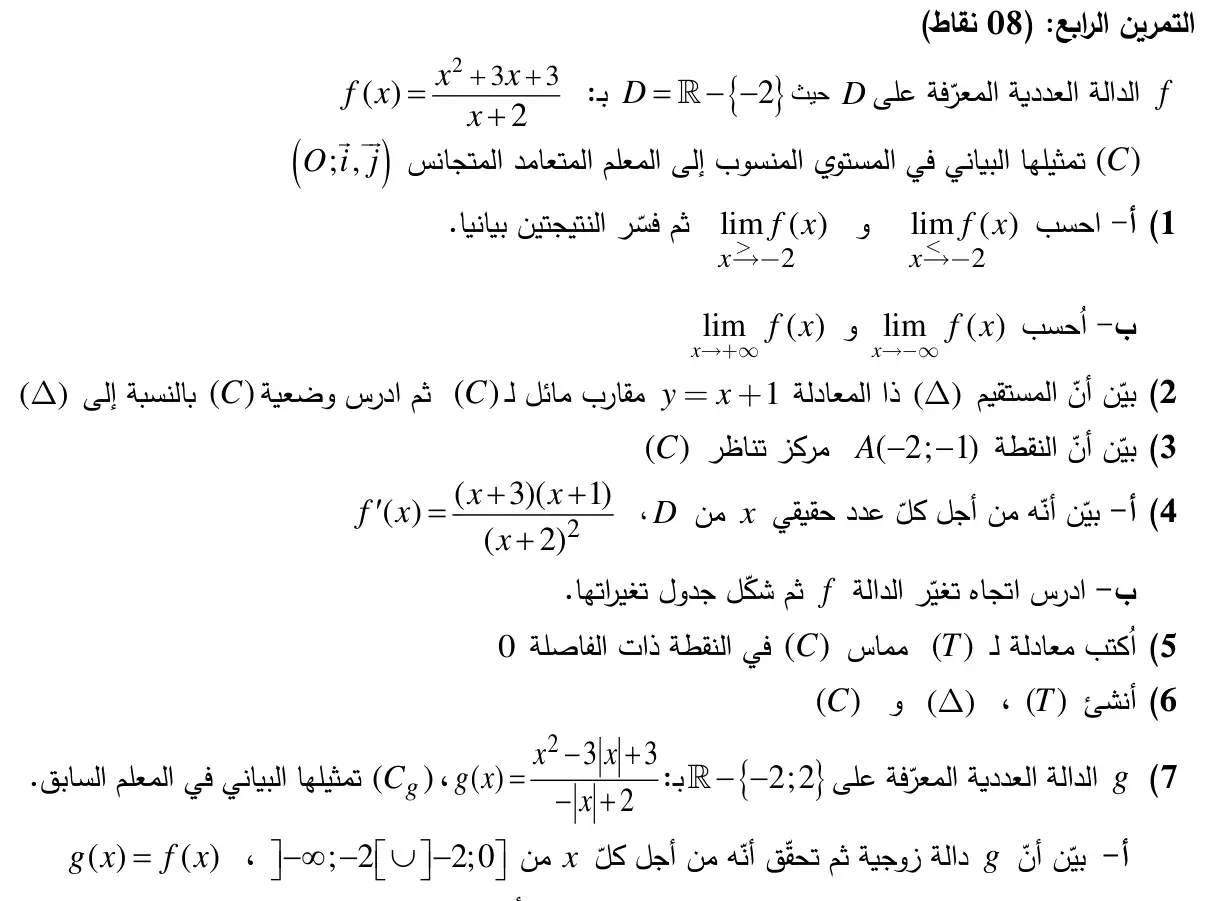 التمرين الرابع: (08 نقاط)
f الدالة العددية المعرّفة على D حيث D = ℝ − {−2} بـ: f(x) = (x² + 3x + 3)/(x + 2)
(C) تمثيلها البياني في المستوي المنسوب إلى المعلم المتعامد المتجانس (O; i⃗, j⃗)
1) أ- احسب lim f(x) x→<−2 و lim f(x) x→>−2 ثم فسّر النتيجتين بيانيا.
ب- أُحسب lim f(x) x→−∞ و lim f(x) x→+∞
2) بيّن أنّ المستقيم (Δ) ذا المعادلة y = x + 1 مقارب مائل لـ (C) ثم ادرس وضعية (C) بالنسبة إلى (Δ)
3) بيّن أنّ النقطة A(−2; −1) مركز تناظر (C)
4) أ- بيّن أنّه من أجل كلّ عدد حقيقي x من D، f′(x) = (x + 3)(x + 1)/(x + 2)²
ب- ادرس اتجاه تغيّر الدالة f ثم شكّل جدول تغيراتها.
5) أُكتب معادلة لـ (T) مماس (C) في النقطة ذات الفاصلة 0
6) أنشئ (T) ، (Δ) و (C)
7) g الدالة العددية المعرّفة على ℝ − {−2; 2} بـ: g(x) = (x² − 3|x| + 3)/(−|x| + 2)، (C_g) تمثيلها البياني في المعلم السابق.
أ- بيّن أنّ g دالة زوجية ثم تحقّق أنّه من أجل كلّ x من ]−∞; −2[ ∪ ]−2; 0] ، g(x) = f(x)